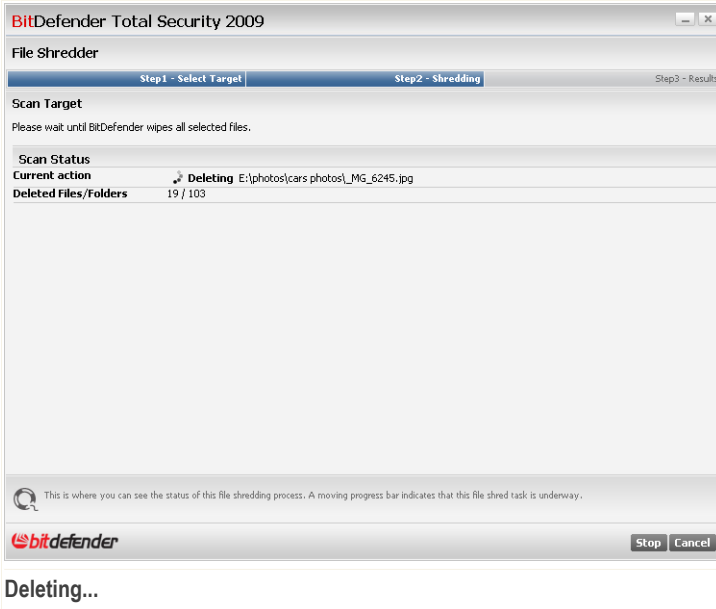 BitDefender Total Security 2009
File Shredder
Step1 - Select Target Step2 - Shredding Step3 - Results
Scan Target
Please wait until BitDefender wipes all selected files.
Scan Status
Current action Deleting E:\photos\cars photos\_MG_6245.jpg
Deleted Files/Folders 19 / 103
This is where you can see the status of this file shredding process. A moving progress bar indicates that this file shred task is underway.
bitdefender
Stop Cancel
Deleting...